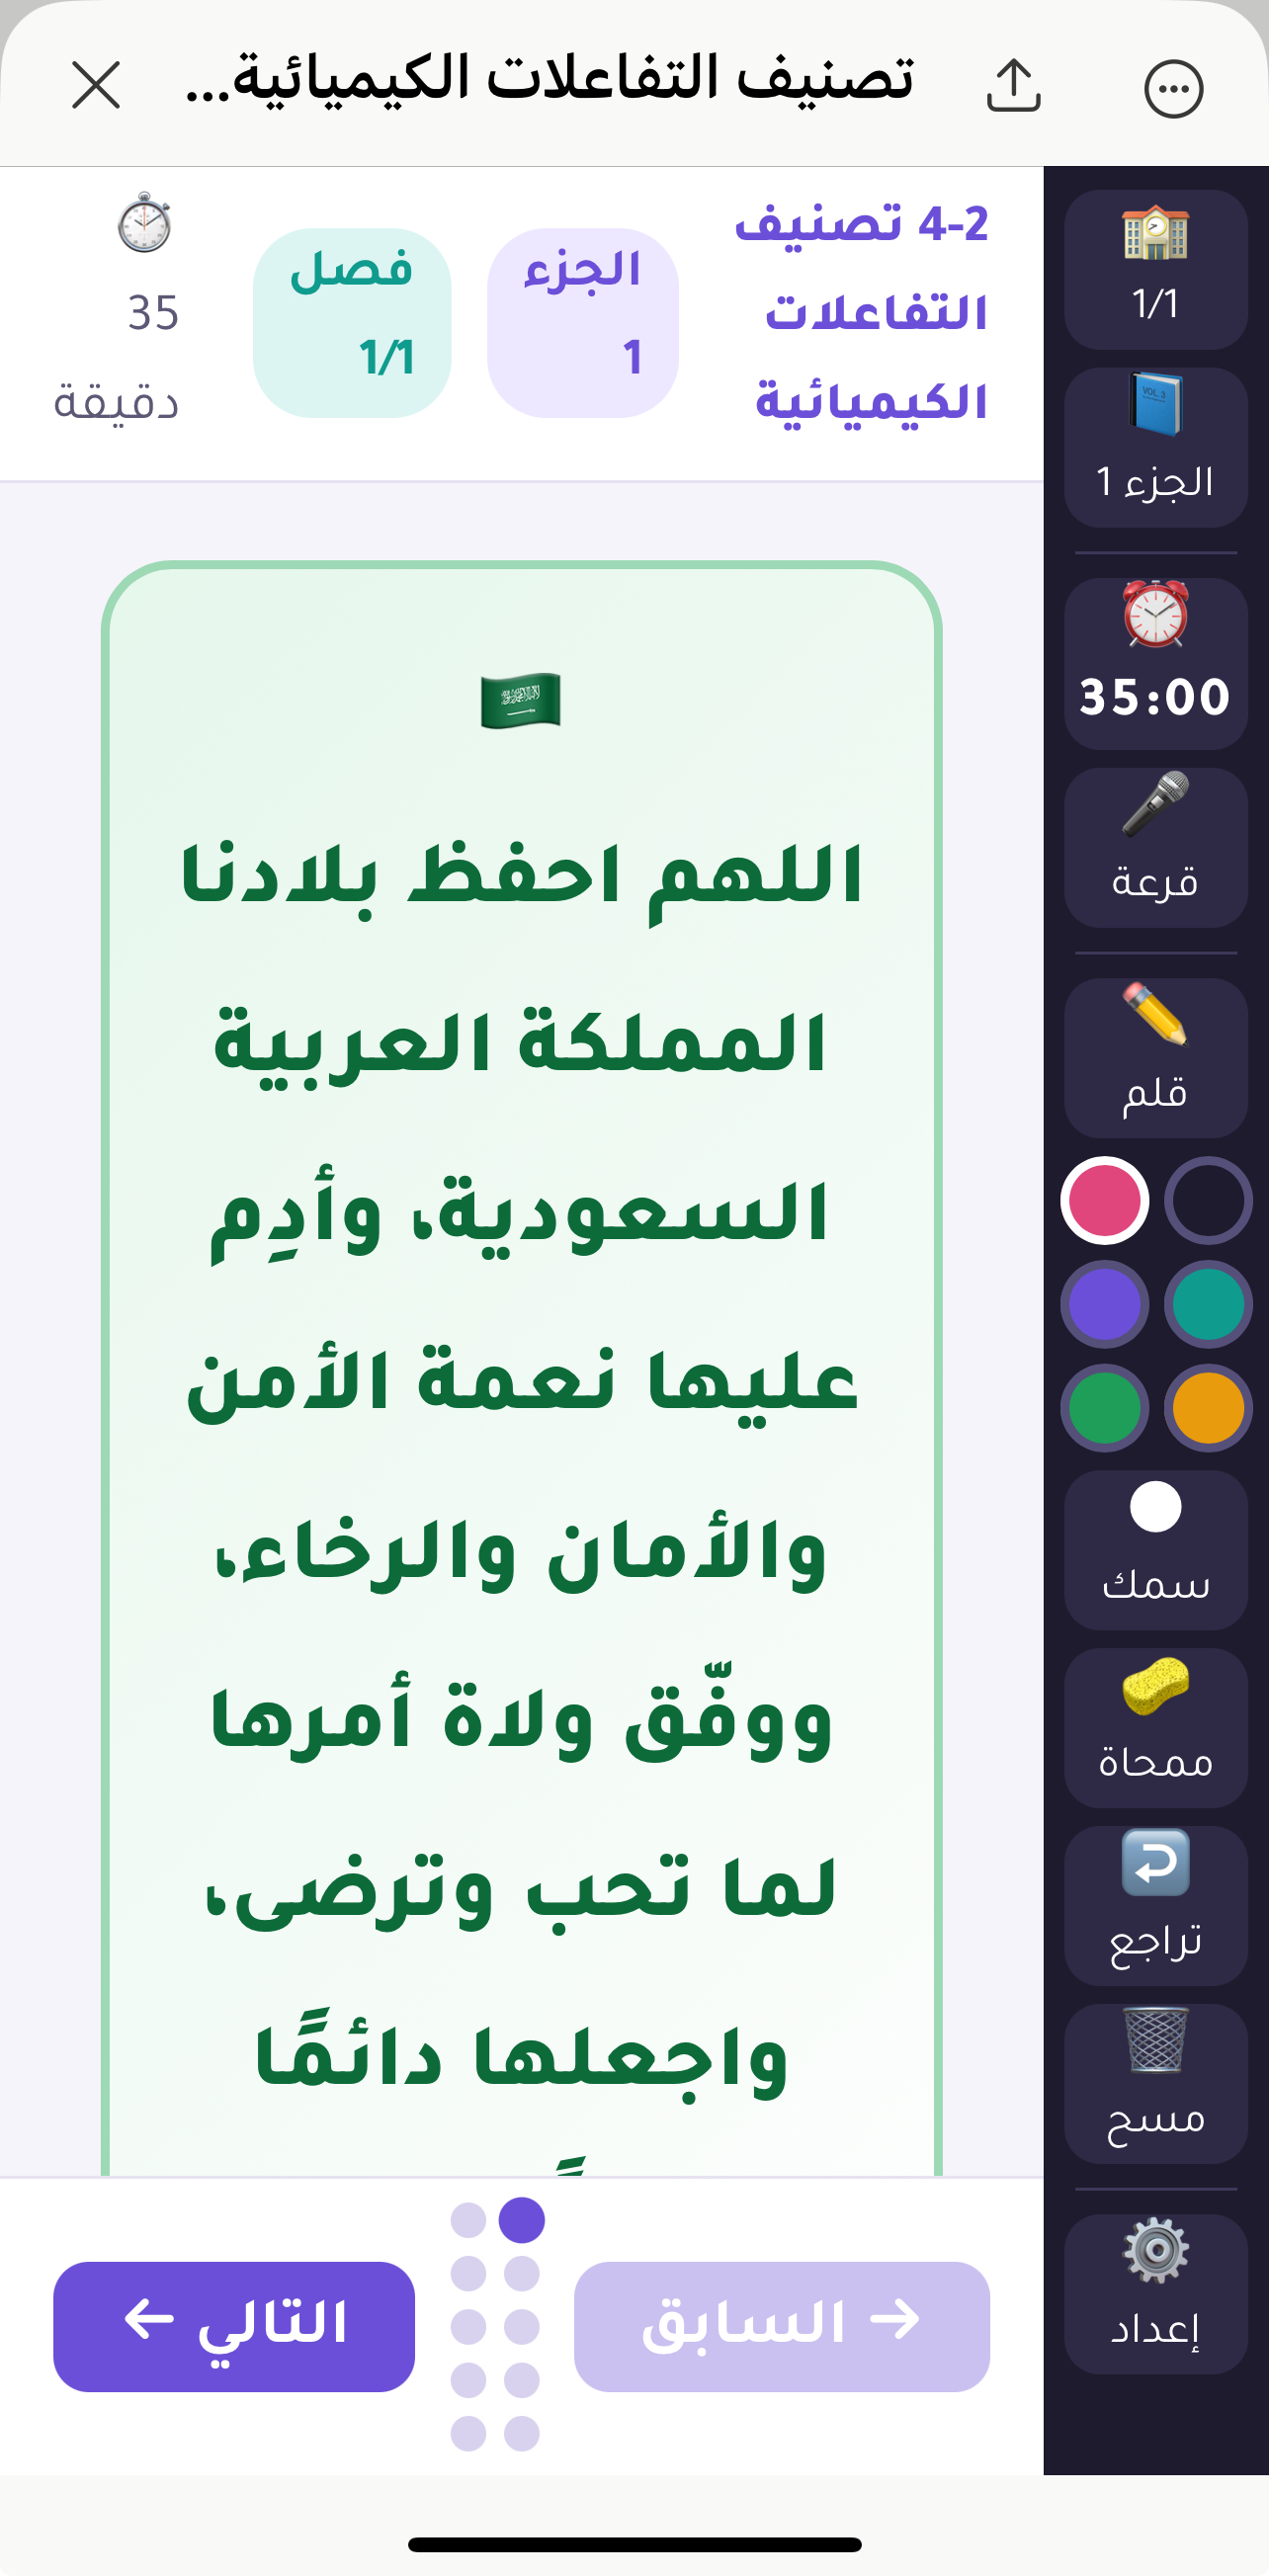 تصنيف التفاعلات الكيميائية...
4-2 تصنيف
التفاعلات
الكيميائية
الجزء
1
فصل
1/1
35
دقيقة
1/1
VOL. 3
الجزء 1
35:00
قرعة
قلم
سمك
ممحاة
تراجع
مسح
إعداد
اللهم احفظ بلادنا
المملكة العربية
السعودية، وأدِم
عليها نعمة الأمن
والأمان والرخاء،
ووفّق ولاة أمرها
لما تحب وترضى،
واجعلها دائمًا
→ السابق
التالي ←